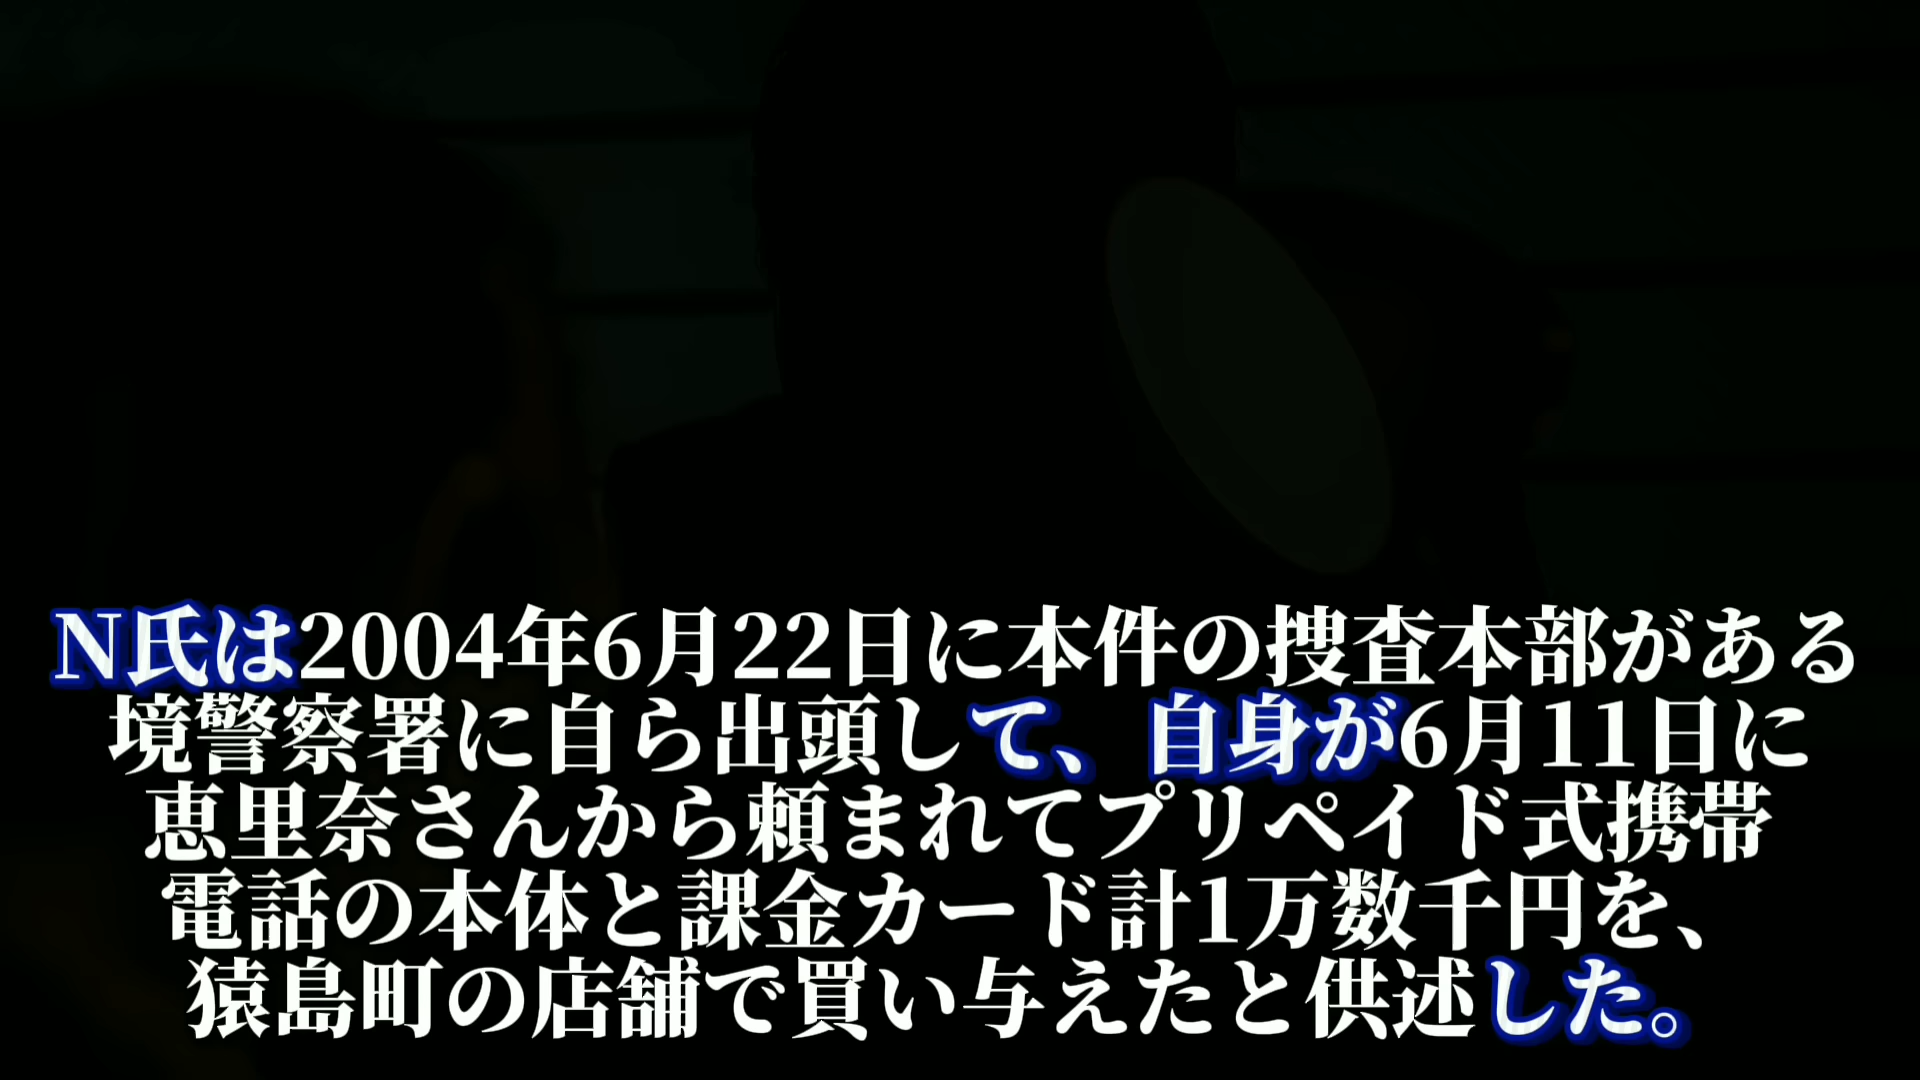 N氏は2004年6月22日に本件の捜査本部がある
境警察署に自ら出頭して、自身が6月11日に
恵里奈さんから頼まれてプリペイド式携帯
電話の本体と課金カード計1万数千円を、
猿島町の店舗で買い与えたと供述した。